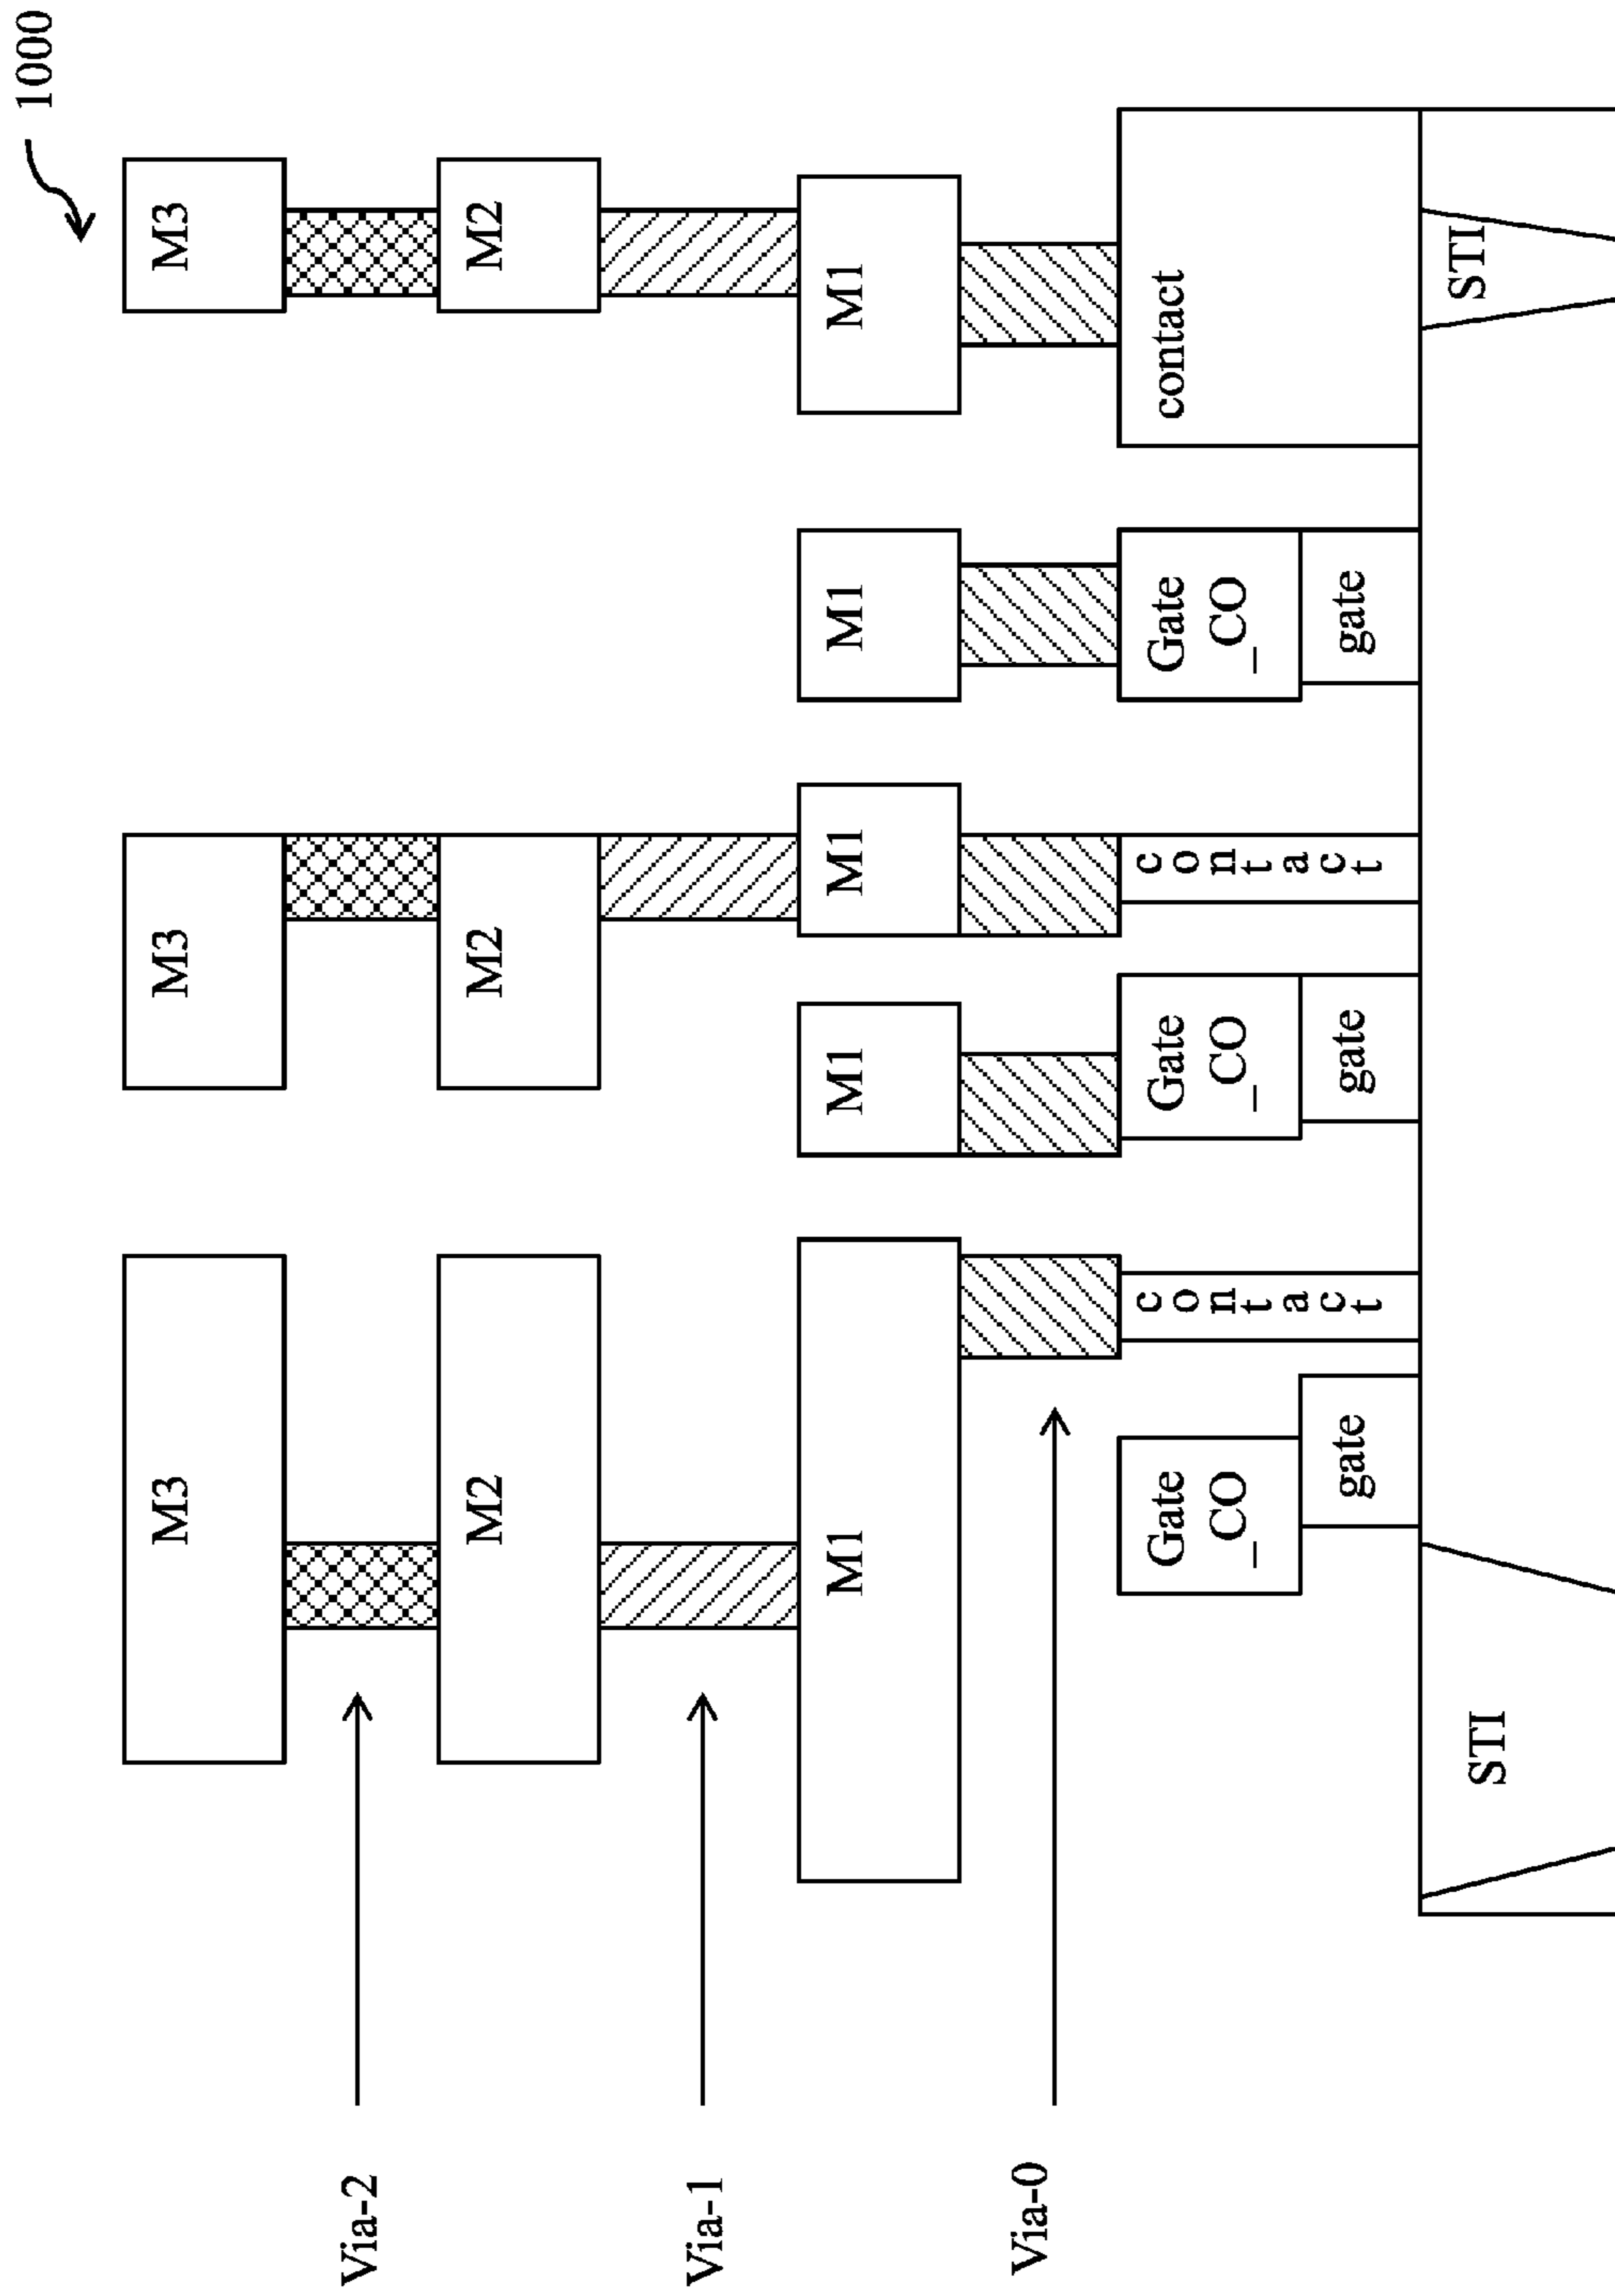 1000
M3
M3
M3
Via-2
M2
M2
M2
Via-1
M1
M1
M1
M1
M1
Via-0
Gate
_CO
contact
Gate
_CO
contact
Gate
_CO
contact
gate
gate
gate
STI
STI